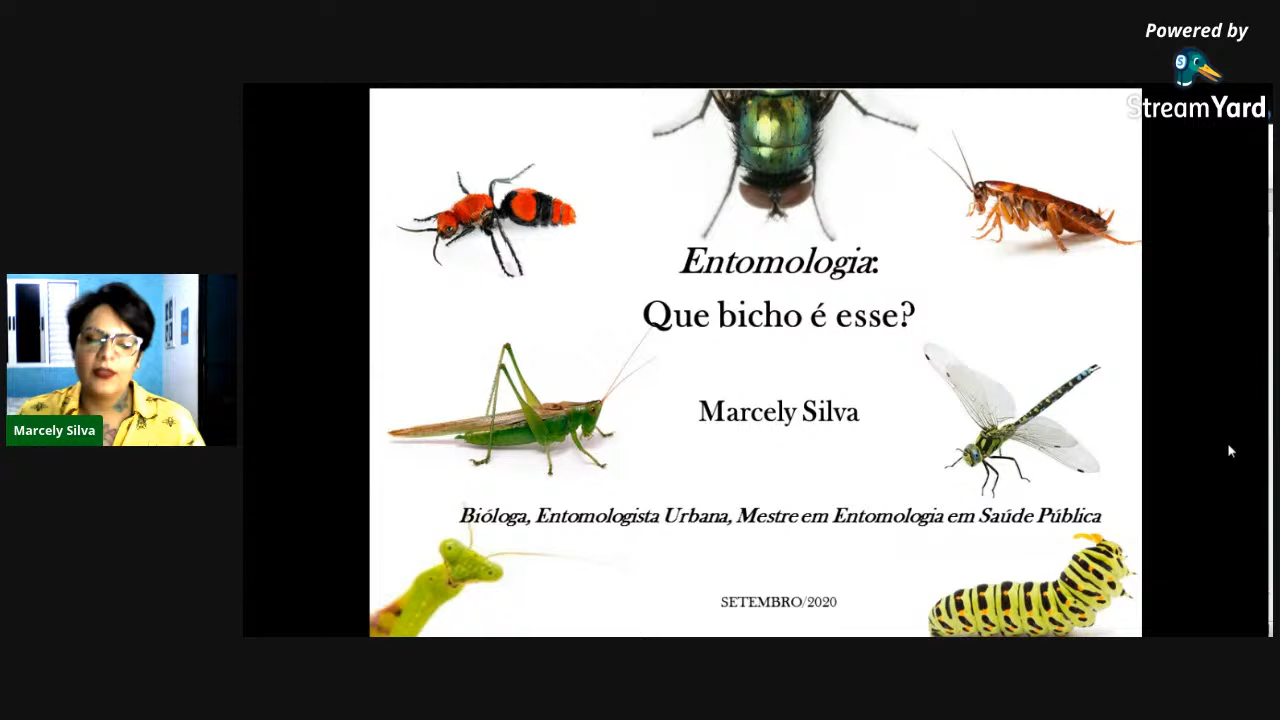 Powered by
StreamYard
Entomologia:
Que bicho é esse?
Marcely Silva
Marcely Silva
Bióloga, Entomologista Urbana, Mestre em Entomologia em Saúde Pública
SETEMBRO/2020